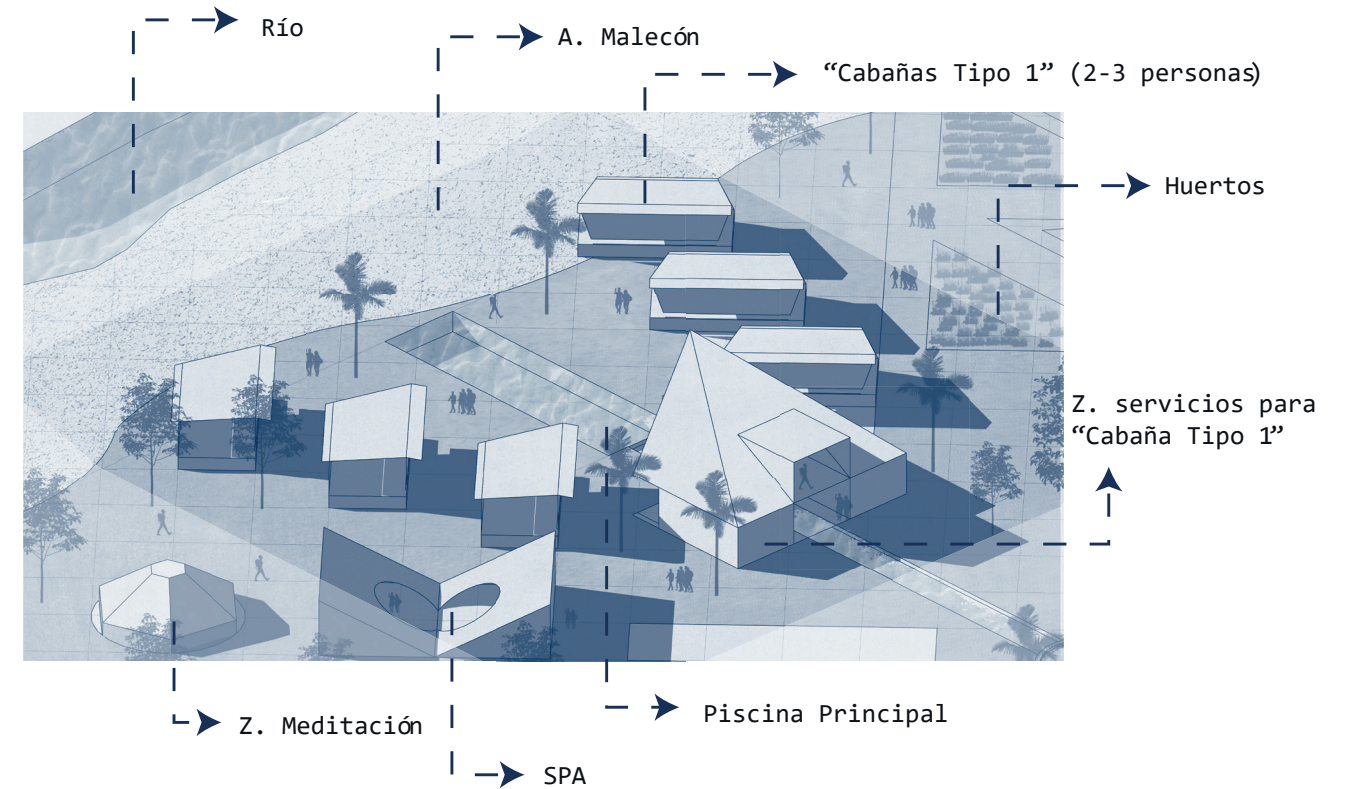 Río
A. Malecón
“Cabañas Tipo 1” (2-3 personas)
Huertos
Z. servicios para
“Cabaña Tipo 1”
Piscina Principal
Z. Meditación
SPA